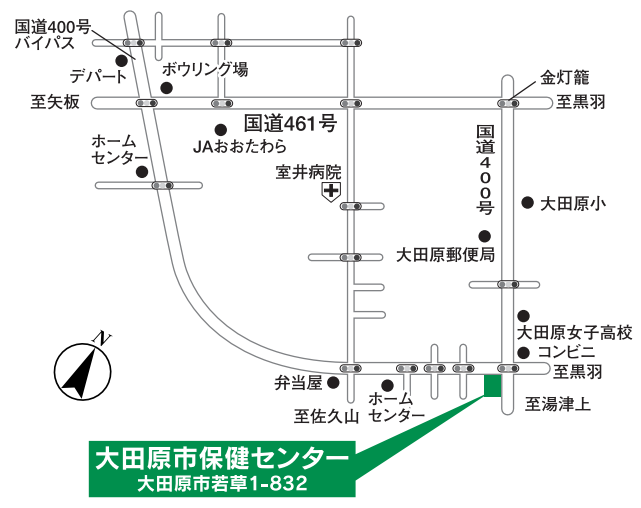 国道400号
バイパス
デパート
ボウリング場
金灯籠
至矢板
至黒羽
国道461号
国道400号
JAおおたわら
ホーム
センター
室井病院
大田原小
大田原郵便局
N
大田原女子高校
コンビニ
至黒羽
弁当屋
ホーム
センター
至佐久山
至湯津上
大田原市保健センター
大田原市若草1-832